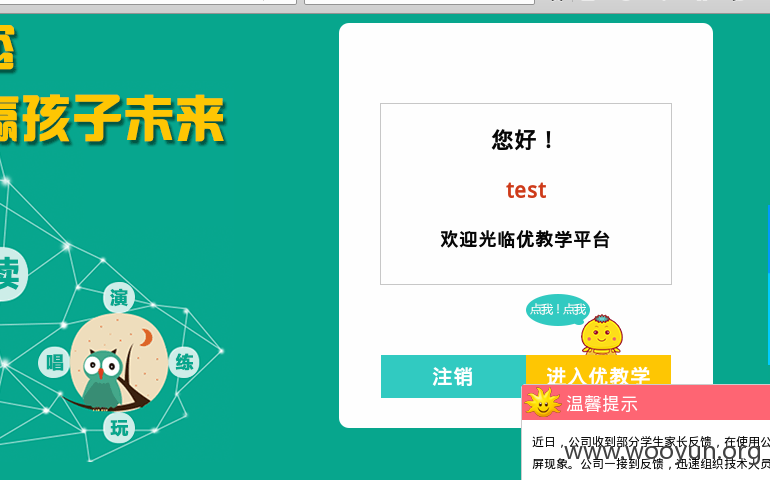 赢孩子未来
读
演
唱
练
玩
您好！
test
欢迎光临优教学平台
点我！点我
注销
进入优教学
温馨提示
近日，公司收到部分学生家长反馈，在使用公
屏现象。公司一接到反馈，迅速组织技术人员
www.wooyun.org